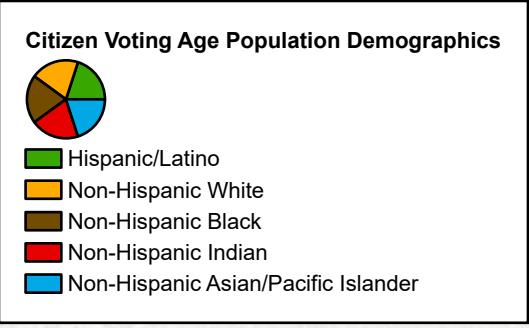 Citizen Voting Age Population Demographics
Hispanic/Latino
Non-Hispanic White
Non-Hispanic Black
Non-Hispanic Indian
Non-Hispanic Asian/Pacific Islander